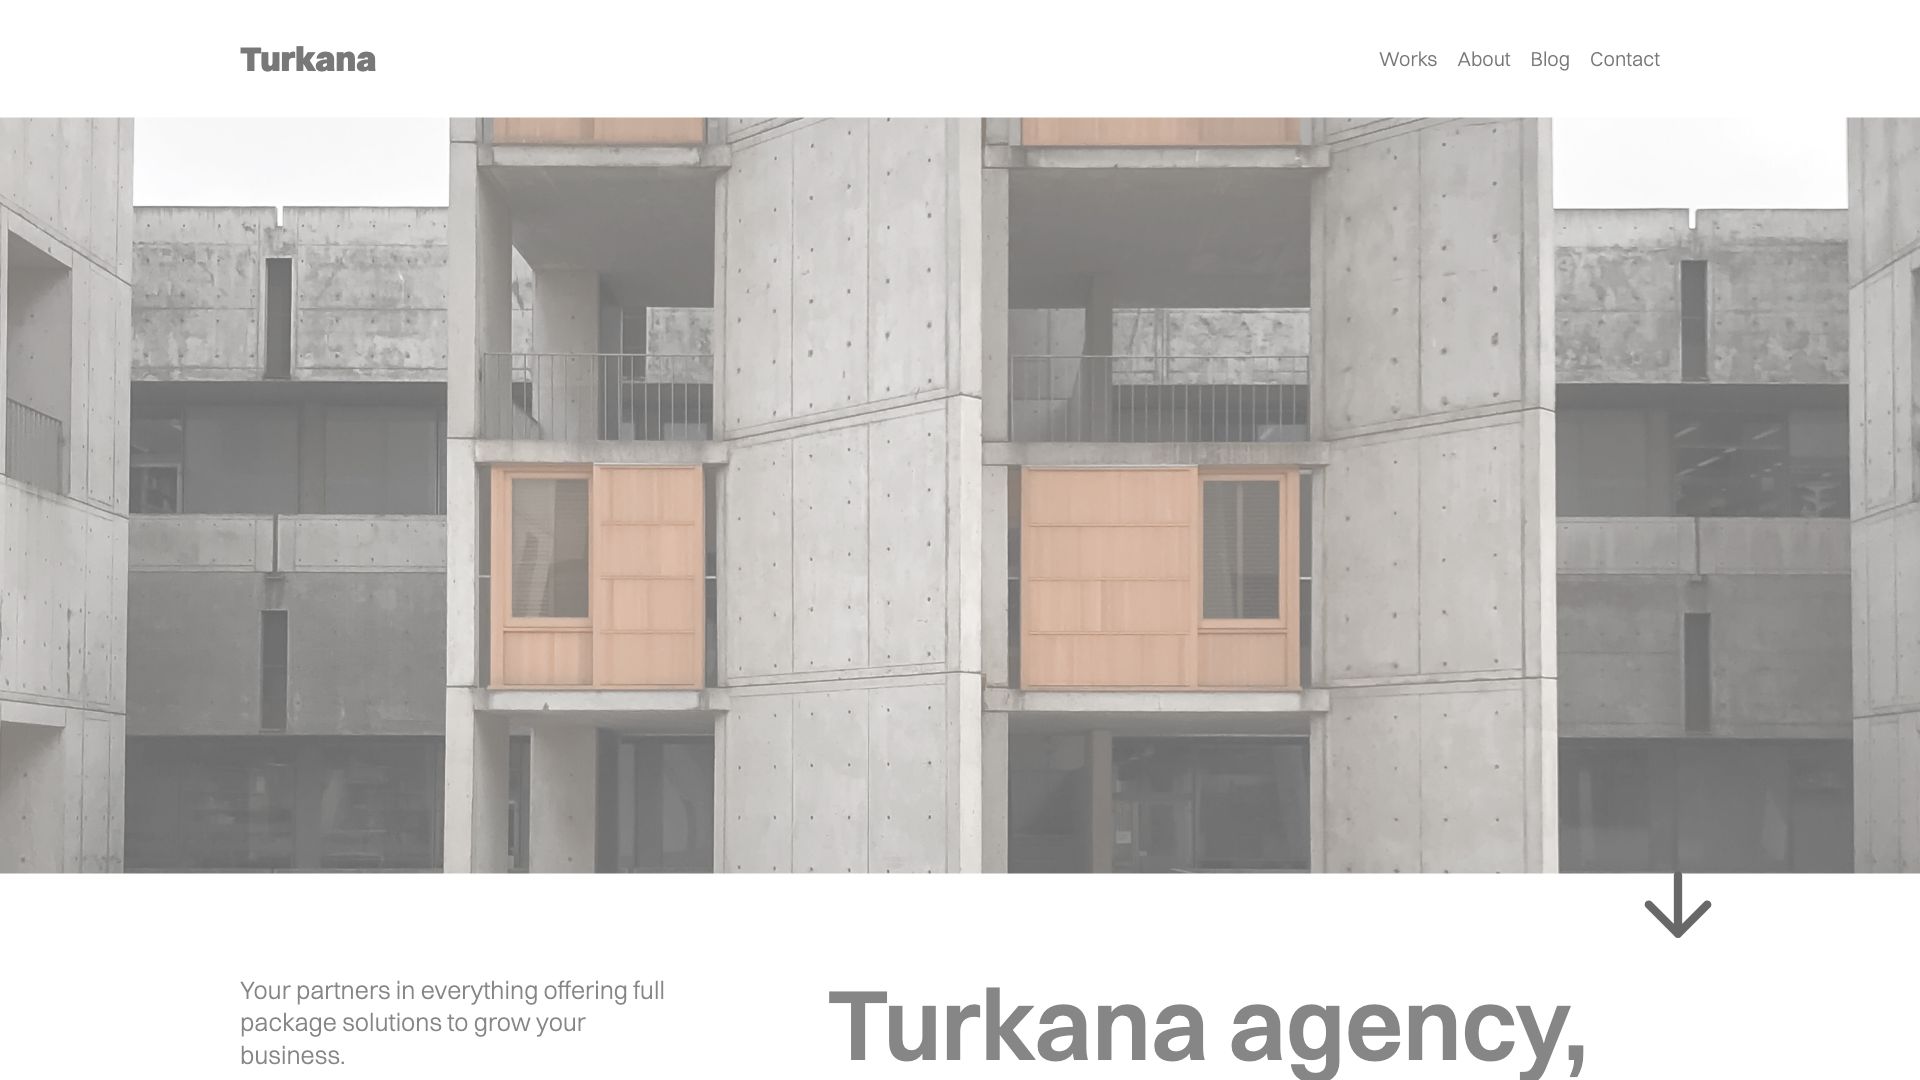 Turkana
Works About Blog Contact
Your partners in everything offering full
package solutions to grow your
business.
Turkana agency,